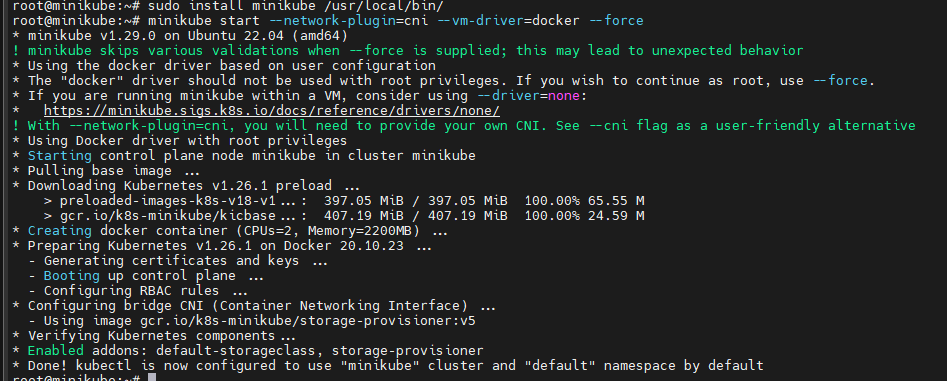 root@minikube:~# sudo install minikube /usr/local/bin/
root@minikube:~# minikube start --network-plugin=cni --vm-driver=docker --force
* minikube v1.29.0 on Ubuntu 22.04 (amd64)
! minikube skips various validations when --force is supplied; this may lead to unexpected behavior
* Using the docker driver based on user configuration
* The "docker" driver should not be used with root privileges. If you wish to continue as root, use --force.
* If you are running minikube within a VM, consider using --driver=none:
*   https://minikube.sigs.k8s.io/docs/reference/drivers/none/
! With --network-plugin=cni, you will need to provide your own CNI. See --cni flag as a user-friendly alternative
* Using Docker driver with root privileges
* Starting control plane node minikube in cluster minikube
* Pulling base image ...
* Downloading Kubernetes v1.26.1 preload ...
    > preloaded-images-k8s-v18-v1...:  397.05 MiB / 397.05 MiB  100.00% 65.55 M
    > gcr.io/k8s-minikube/kicbase...:  407.19 MiB / 407.19 MiB  100.00% 24.59 M
* Creating docker container (CPUs=2, Memory=2200MB) ...
* Preparing Kubernetes v1.26.1 on Docker 20.10.23 ...
  - Generating certificates and keys ...
  - Booting up control plane ...
  - Configuring RBAC rules ...
* Configuring bridge CNI (Container Networking Interface) ...
  - Using image gcr.io/k8s-minikube/storage-provisioner:v5
* Verifying Kubernetes components...
* Enabled addons: default-storageclass, storage-provisioner
* Done! kubectl is now configured to use "minikube" cluster and "default" namespace by default
root@minikube:~#